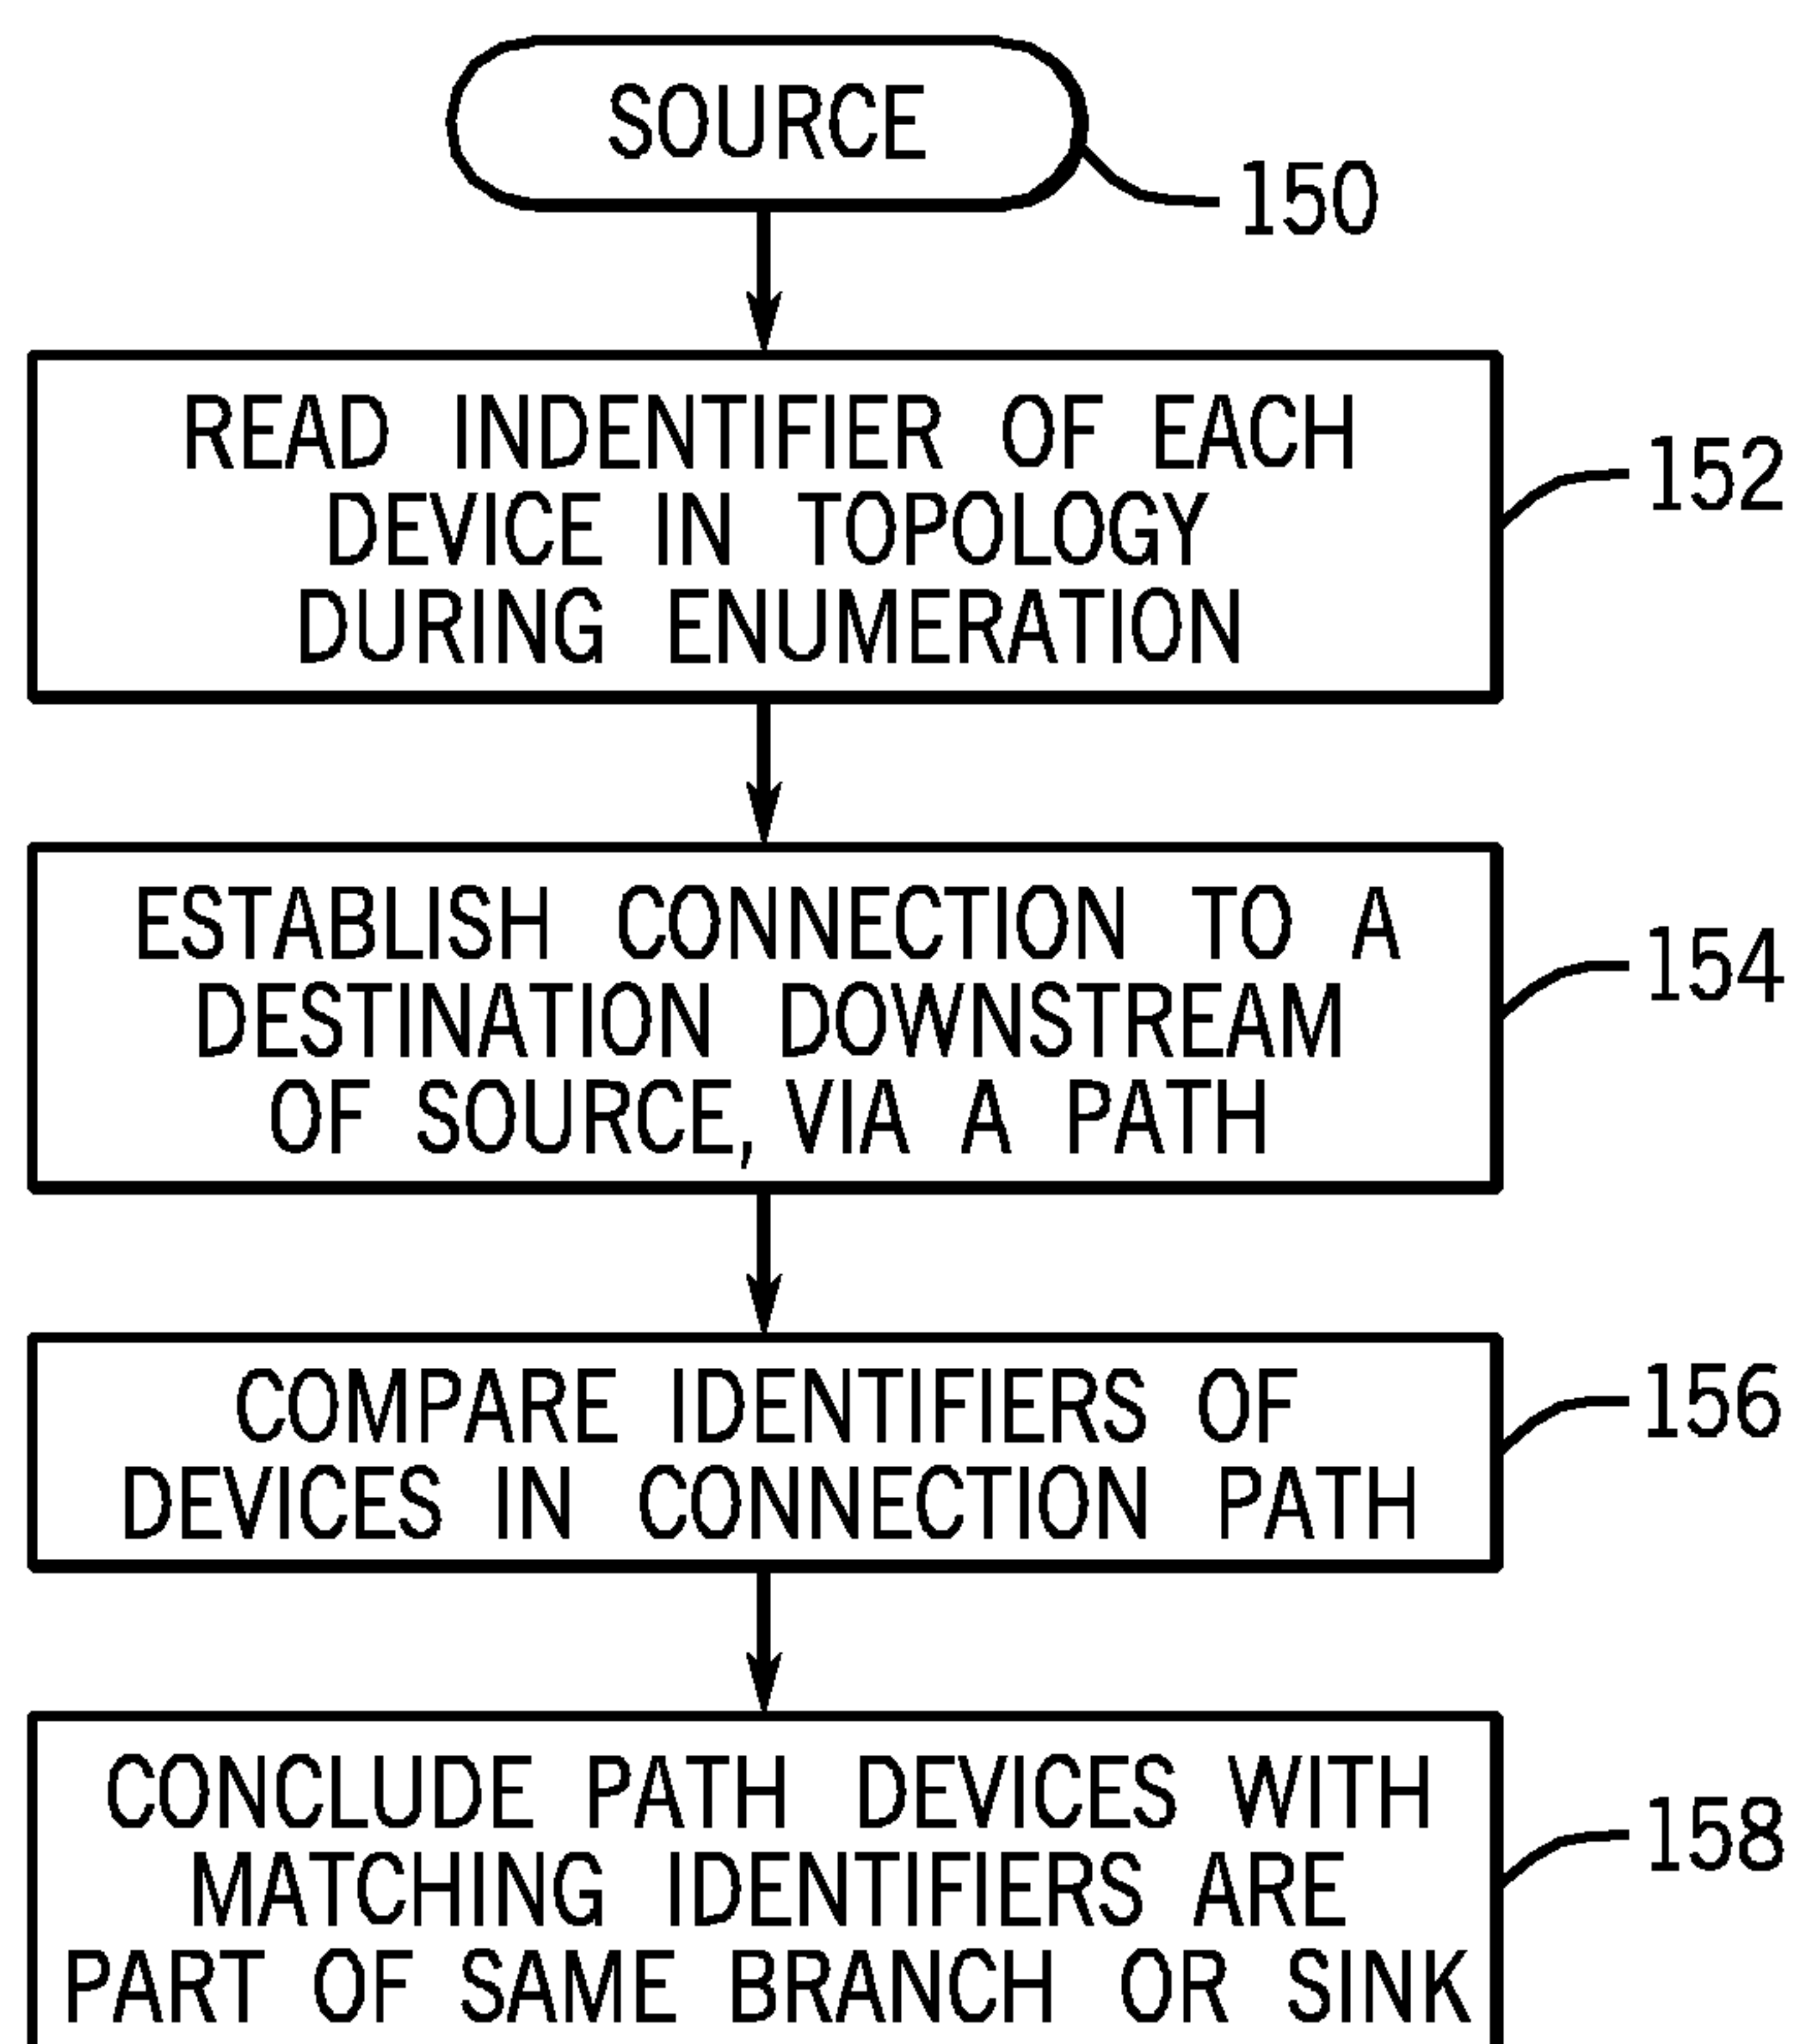 SOURCE
150
READ INDENTIFIER OF EACH
DEVICE IN TOPOLOGY
DURING ENUMERATION
152
ESTABLISH CONNECTION TO A
DESTINATION DOWNSTREAM
OF SOURCE, VIA A PATH
154
COMPARE IDENTIFIERS OF
DEVICES IN CONNECTION PATH
156
CONCLUDE PATH DEVICES WITH
MATCHING IDENTIFIERS ARE
PART OF SAME BRANCH OR SINK
158